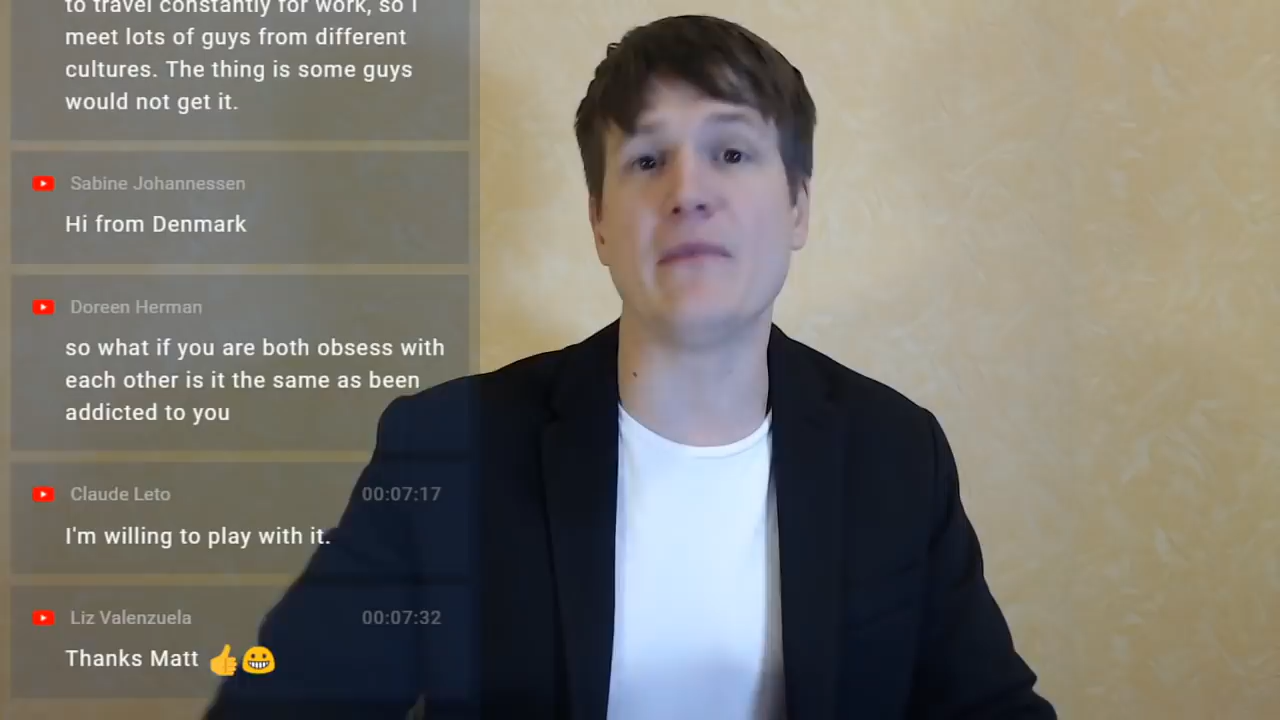 to travel constantly for work, so I
meet lots of guys from different
cultures. The thing is some guys
would not get it.
Sabine Johannessen
Hi from Denmark
Doreen Herman
so what if you are both obsess with
each other is it the same as been
addicted to you
Claude Leto 00:07:17
I'm willing to play with it.
Liz Valenzuela 00:07:32
Thanks Matt 👍😀